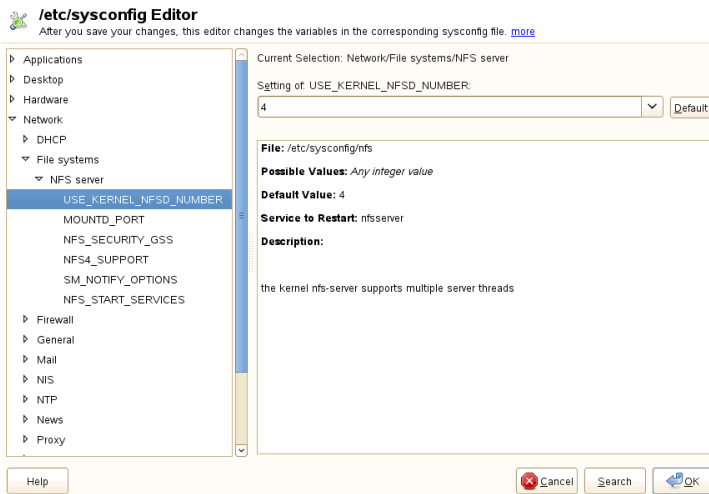 /etc/sysconfig Editor
After you save your changes, this editor changes the variables in the corresponding sysconfig file. more
Applications
Desktop
Hardware
Network
DHCP
File systems
NFS server
USE_KERNEL_NFSD_NUMBER
MOUNTD_PORT
NFS_SECURITY_GSS
NFS4_SUPPORT
SM_NOTIFY_OPTIONS
NFS_START_SERVICES
Firewall
General
Mail
NIS
NTP
News
Proxy
Current Selection: Network/File systems/NFS server
Setting of: USE_KERNEL_NFSD_NUMBER:
4
Default
File: /etc/sysconfig/nfs
Possible Values: Any integer value
Default Value: 4
Service to Restart: nfsserver
Description:
the kernel nfs-server supports multiple server threads
Help
Cancel
Search
OK